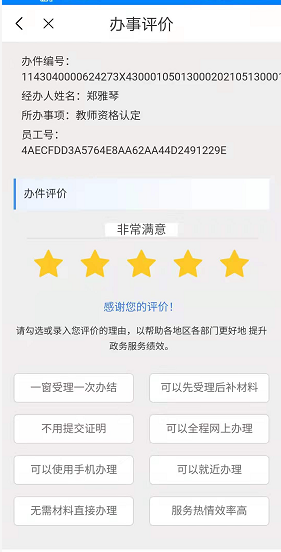 办事评价
办件编号：
1143040000624273X43000105013000202105130001
经办人姓名：郑雅琴
所办事项：教师资格认定
员工号：
4AECFDD3A5764E8AA62AA44D2491229E
办件评价
非常满意
感谢您的评价！
请勾选或录入您评价的理由，以帮助各地区各部门更好地 提升
政务服务绩效。
一窗受理一次办结
可以先受理后补材料
不用提交证明
可以全程网上办理
可以使用手机办理
可以就近办理
无需材料直接办理
服务热情效率高